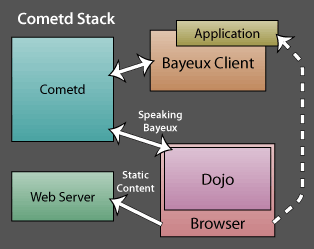 Cometd Stack
Application
Bayeux Client
Cometd
Speaking
Bayeux
Static
Content
Dojo
Web Server
Browser